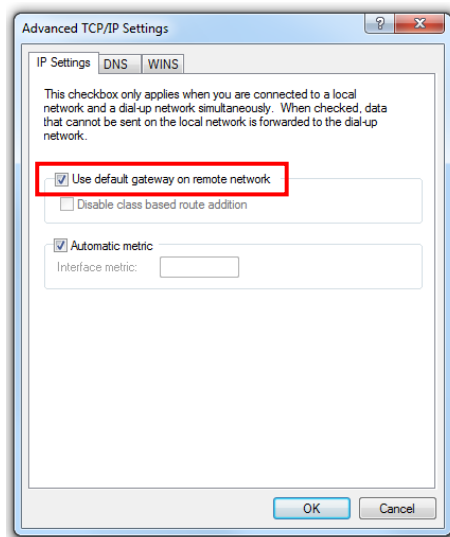 Advanced TCP/IP Settings
IP Settings DNS WINS
This checkbox only applies when you are connected to a local
network and a dial-up network simultaneously. When checked, data
that cannot be sent on the local network is forwarded to the dial-up
network.
Use default gateway on remote network
Disable class based route addition
Automatic metric
Interface metric:
OK Cancel